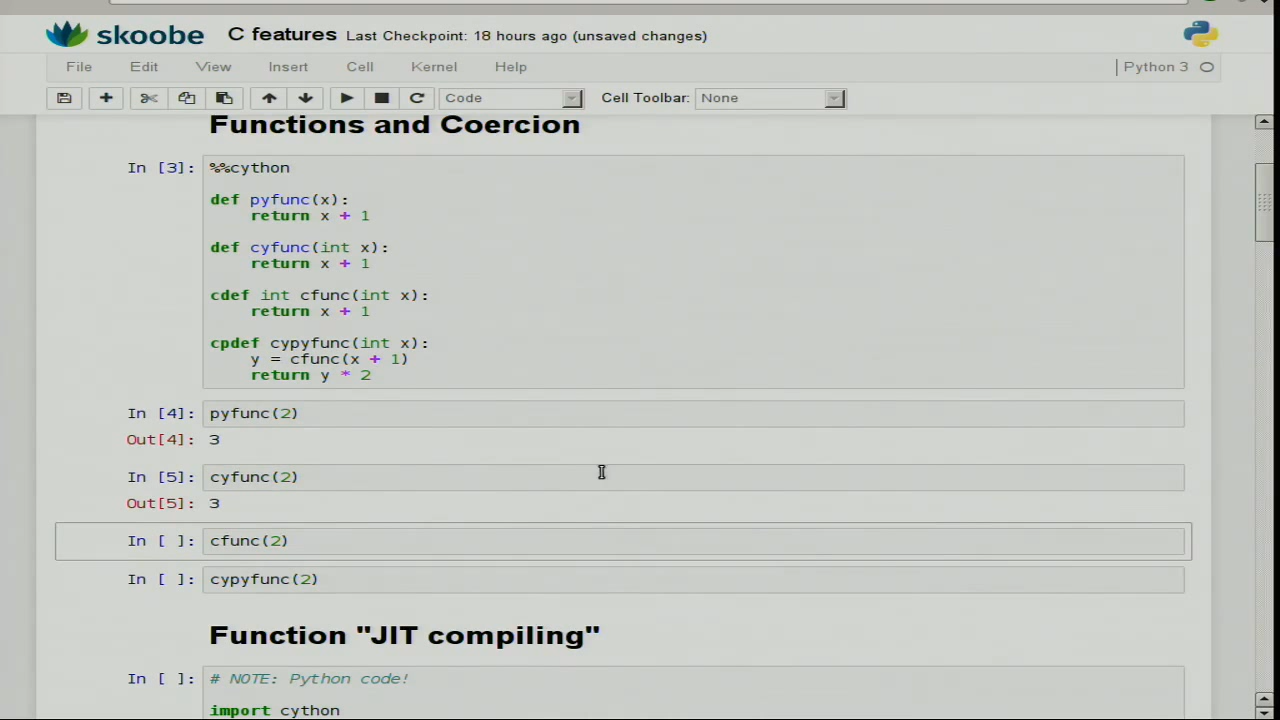 skoobe C features Last Checkpoint: 18 hours ago (unsaved changes)
File Edit View Insert Cell Kernel Help Python 3
Code Cell Toolbar: None
Functions and Coercion
In [3]: %%cython
def pyfunc(x):
return x + 1
def cyfunc(int x):
return x + 1
cdef int cfunc(int x):
return x + 1
cpdef cypyfunc(int x):
y = cfunc(x + 1)
return y * 2
In [4]: pyfunc(2)
Out[4]: 3
In [5]: cyfunc(2)
Out[5]: 3
In [ ]: cfunc(2)
In [ ]: cypyfunc(2)
Function "JIT compiling"
In [ ]: # NOTE: Python code!
import cython